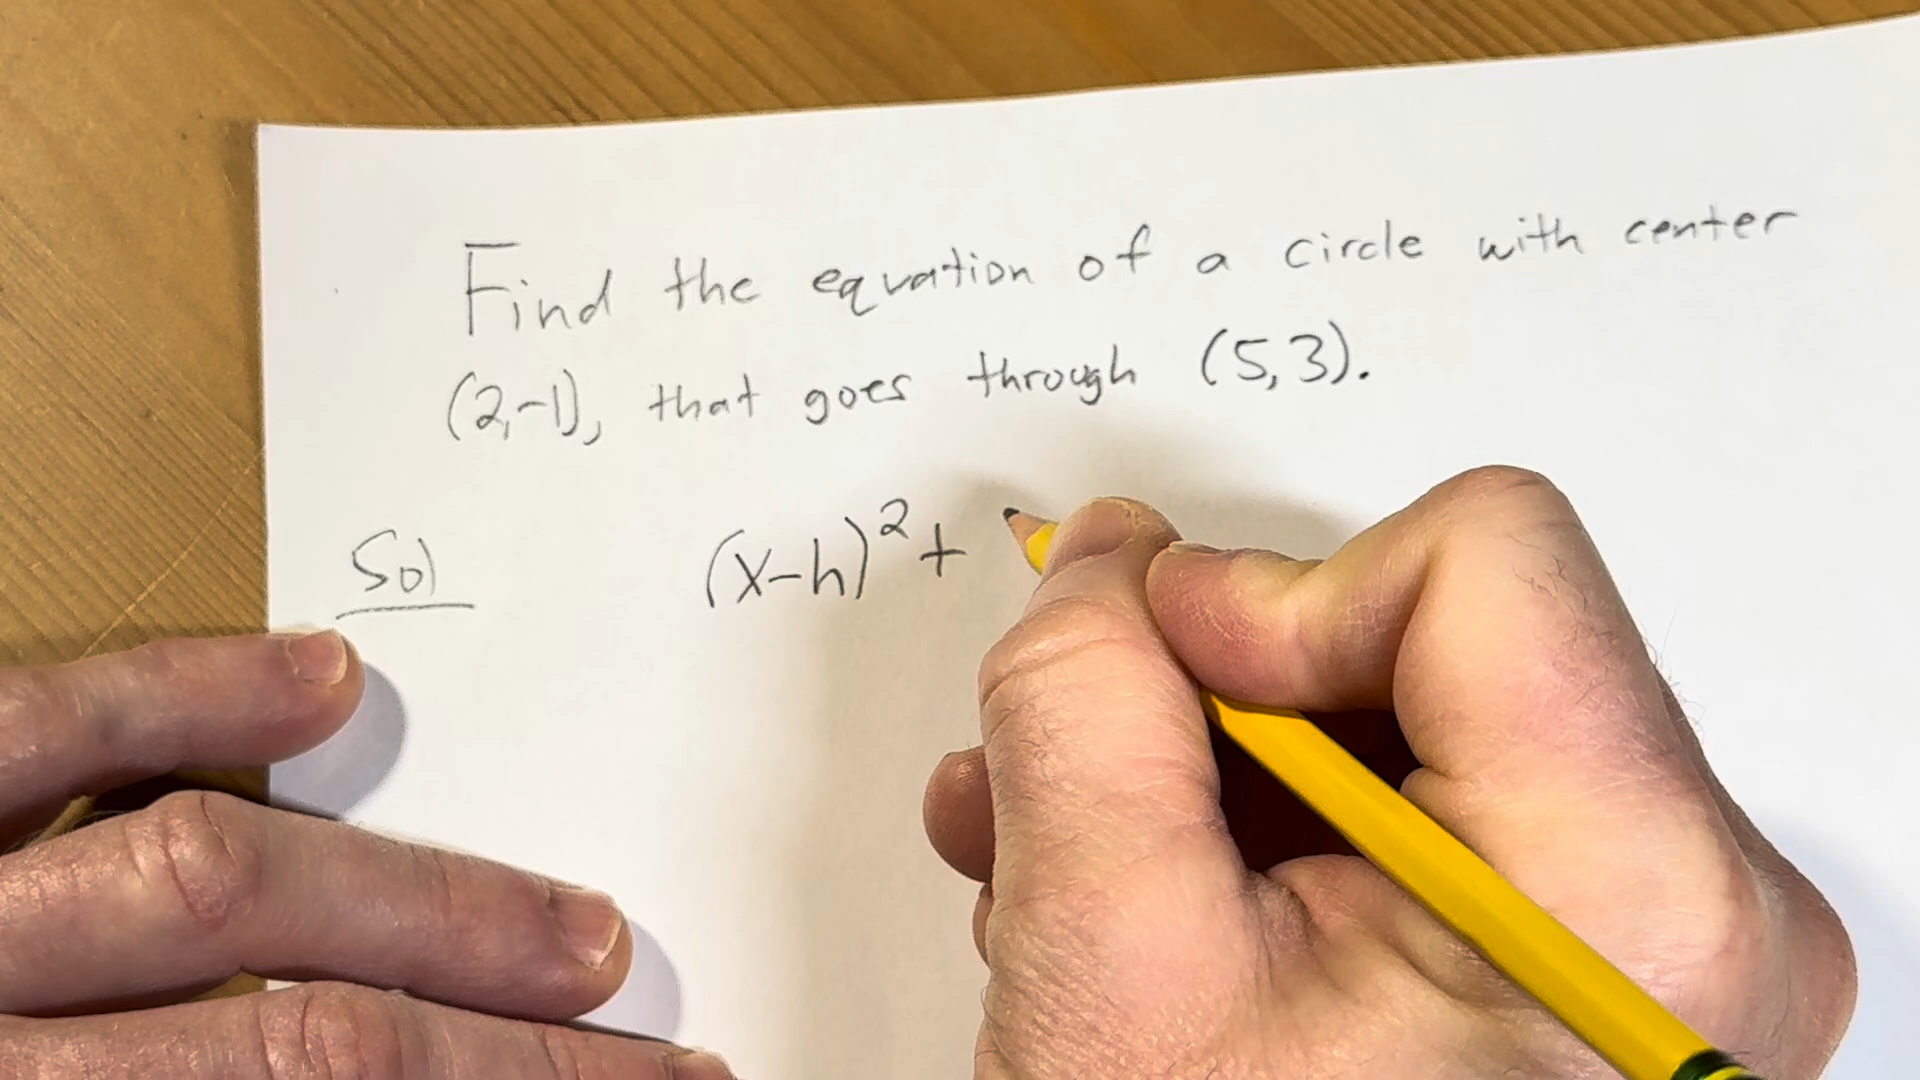 Find the equation of a circle with center
(2,-1), that goes through (5,3).
Sol (x-h)² +